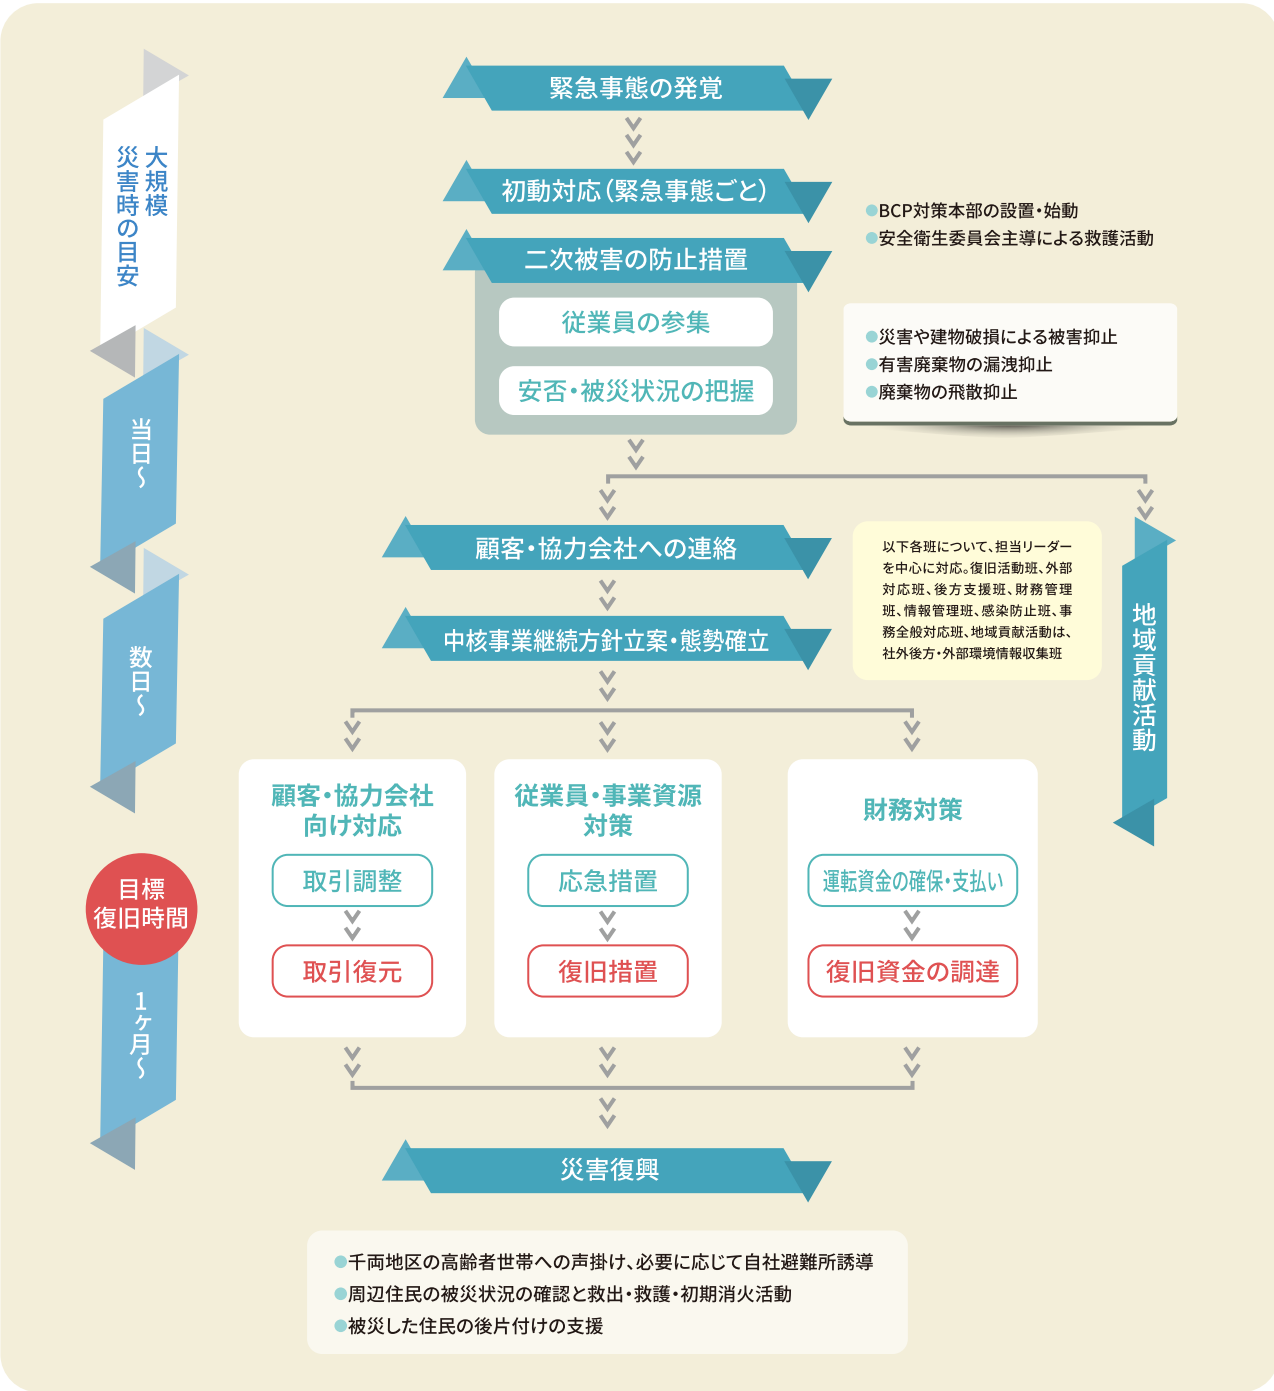 大規模
災害時の目安
当日～
数日～
目標
復旧時間
1ヶ月～
緊急事態の発覚
初動対応（緊急事態ごと）
●BCP対策本部の設置・始動
●安全衛生委員会主導による救護活動
二次被害の防止措置
従業員の参集
安否・被災状況の把握
●災害や建物破損による被害抑止
●有害廃棄物の漏洩抑止
●廃棄物の飛散抑止
顧客・協力会社への連絡
中核事業継続方針立案・態勢確立
以下各班について、担当リーダー
を中心に対応。復旧活動班、外部
対応班、後方支援班、財務管理
班、情報管理班、感染防止班、事
務全般対応班、地域貢献活動は、
社外後方・外部環境情報収集班
地域貢献活動
顧客・協力会社
向け対応
取引調整
取引復元
従業員・事業資源
対策
応急措置
復旧措置
財務対策
運転資金の確保・支払い
復旧資金の調達
災害復興
●千両地区の高齢者世帯への声掛け、必要に応じて自社避難所誘導
●周辺住民の被災状況の確認と救出・救護・初期消火活動
●被災した住民の後片付けの支援